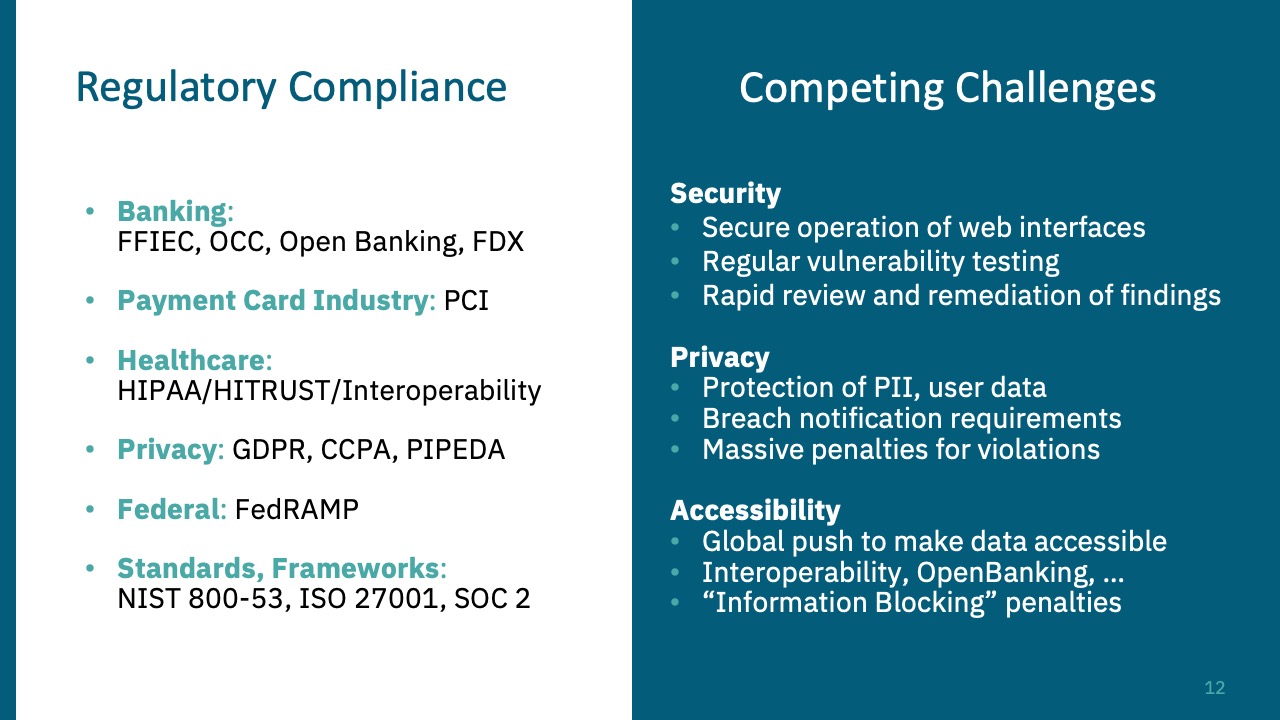 Regulatory Compliance
• Banking:
FFIEC, OCC, Open Banking, FDX
• Payment Card Industry: PCI
• Healthcare:
HIPAA/HITRUST/Interoperability
• Privacy: GDPR, CCPA, PIPEDA
• Federal: FedRAMP
• Standards, Frameworks:
NIST 800-53, ISO 27001, SOC 2
Competing Challenges
Security
• Secure operation of web interfaces
• Regular vulnerability testing
• Rapid review and remediation of findings
Privacy
• Protection of PII, user data
• Breach notification requirements
• Massive penalties for violations
Accessibility
• Global push to make data accessible
• Interoperability, OpenBanking, ...
• “Information Blocking” penalties
12